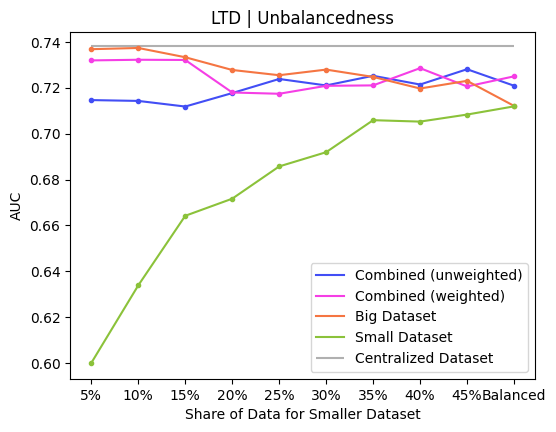 LTD | Unbalancedness
0.74
0.72
0.70
0.68
0.66
0.64
0.62
0.60
AUC
Combined (unweighted)
Combined (weighted)
Big Dataset
Small Dataset
Centralized Dataset
5% 10% 15% 20% 25% 30% 35% 40% 45% Balanced
Share of Data for Smaller Dataset